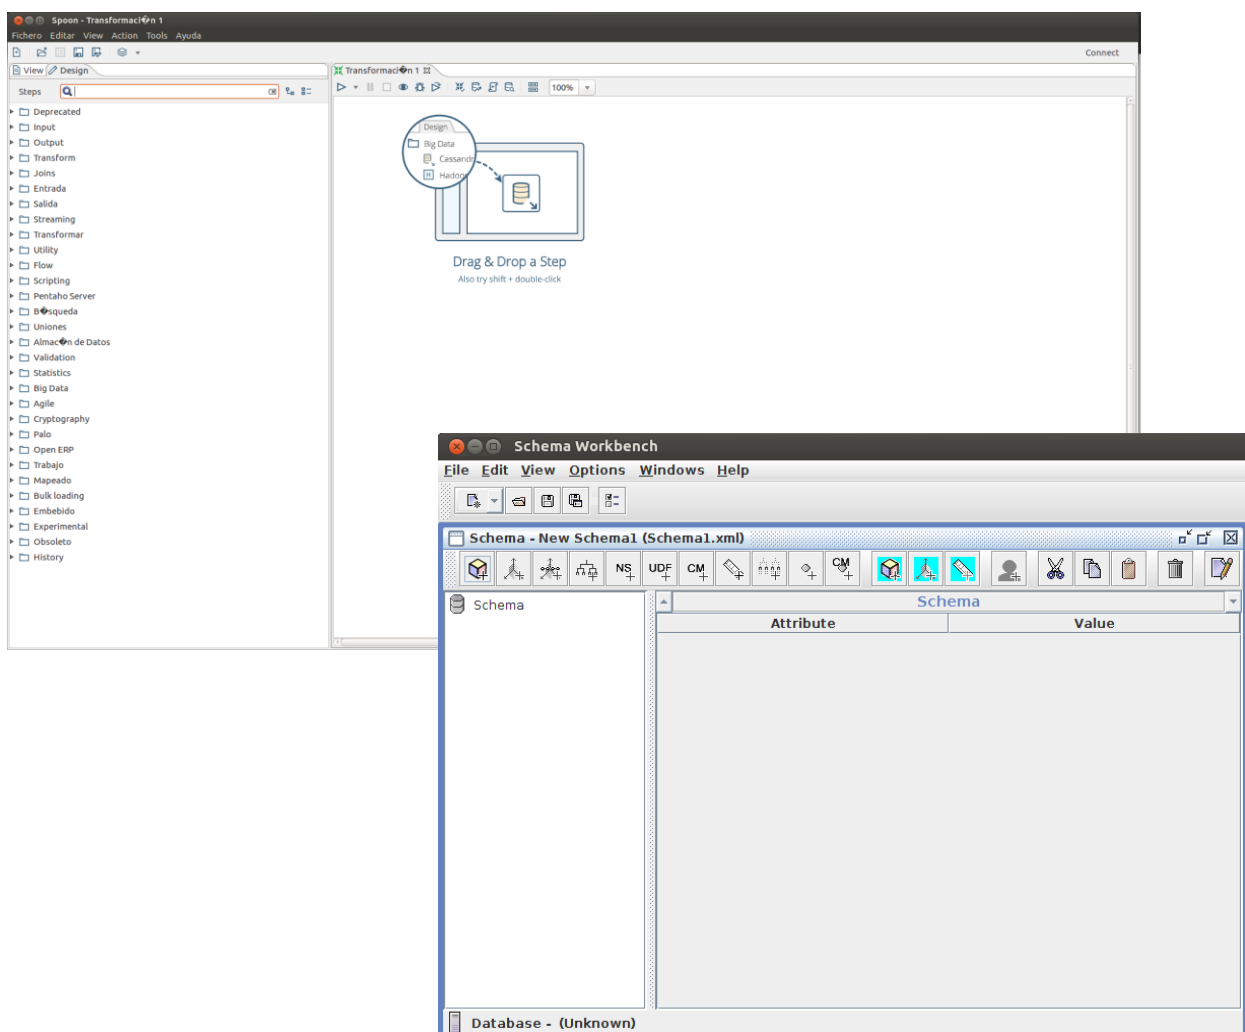 Spoon - Transformaci�n 1
Fichero Editar View Action Tools Ayuda
Connect
View Design
Transformaci�n 1
Steps
100%
Deprecated
Input
Output
Transform
Joins
Entrada
Salida
Streaming
Transformar
Utility
Flow
Scripting
Pentaho Server
B�squeda
Uniones
Almac�n de Datos
Validation
Statistics
Big Data
Agile
Cryptography
Palo
Open ERP
Trabajo
Mapeado
Bulk loading
Embebido
Experimental
Obsoleto
History
Design
Big Data
Cassandr
H Hadoop
Drag & Drop a Step
Also try shift + double-click
Schema Workbench
File Edit View Options Windows Help
Schema - New Schema1 (Schema1.xml)
NS UDF CM CM
Schema
Schema
Attribute Value
Database - (Unknown)